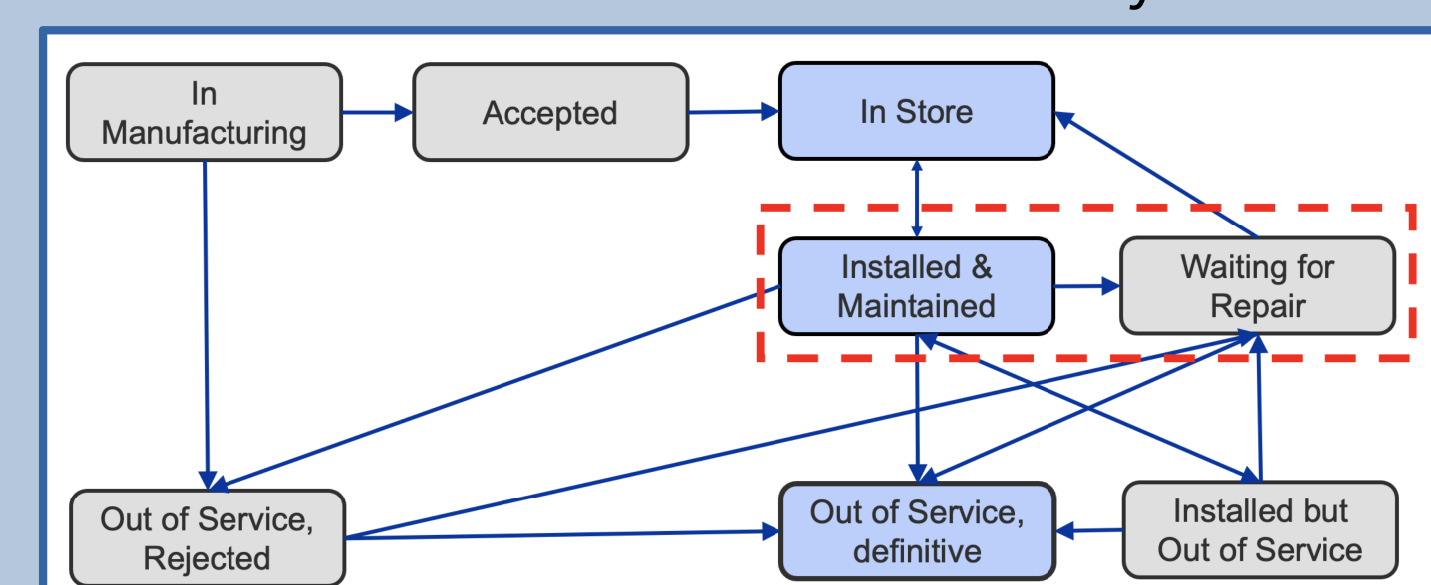 In
Manufacturing
Accepted
In Store
Installed &
Maintained
Waiting for
Repair
Out of Service,
Rejected
Out of Service,
definitive
Installed but
Out of Service